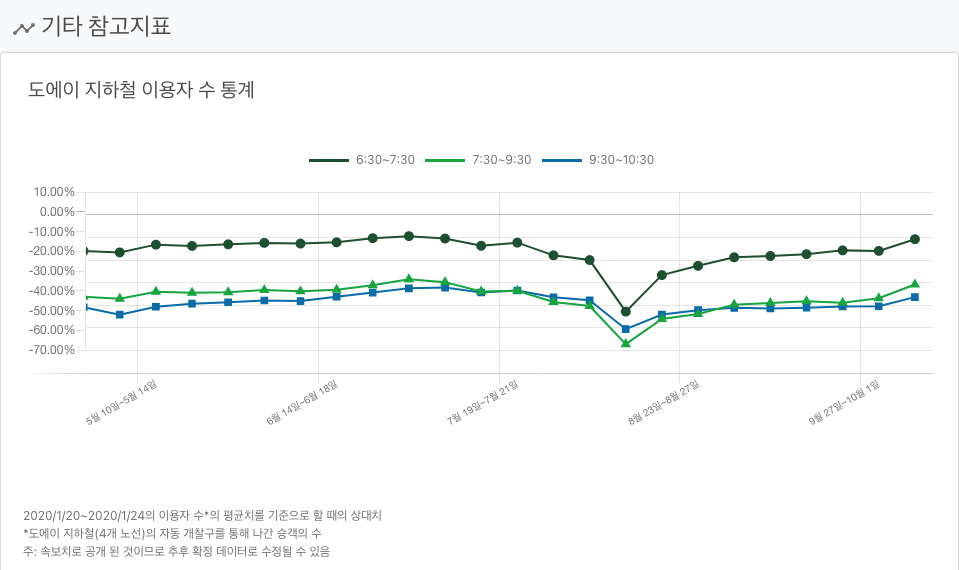 기타 참고지표
도에이 지하철 이용자 수 통계
6:30~7:30 7:30~9:30 9:30~10:30
10.00%
0.00%
-10.00%
-20.00%
-30.00%
-40.00%
-50.00%
-60.00%
-70.00%
5월 10일~5월 14일 6월 14일~6월 18일 7월 19일~7월 21일 8월 23일~8월 27일 9월 27일~10월 1일
2020/1/20~2020/1/24의 이용자 수*의 평균치를 기준으로 할 때의 상대치
*도에이 지하철(4개 노선)의 자동 개찰구를 통해 나간 승객의 수
주: 속보치로 공개 된 것이므로 추후 확정 데이터로 수정될 수 있음